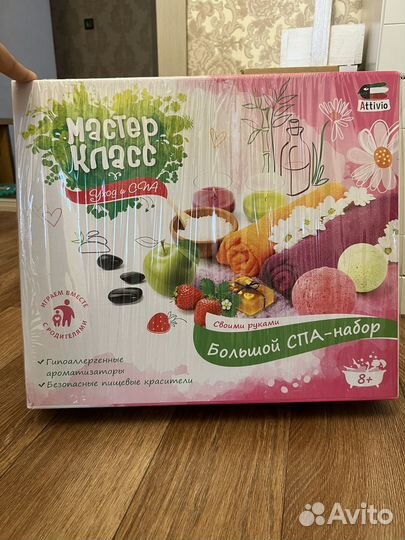 Attivio
Мастер
Класс
Уход & СПА
ИГРАЕМ ВМЕСТЕ
С РОДИТЕЛЯМИ
Своими руками
Большой СПА-набор
✓ Гипоаллергенные
ароматизаторы
✓ Безопасные пищевые красители
8+
Avito